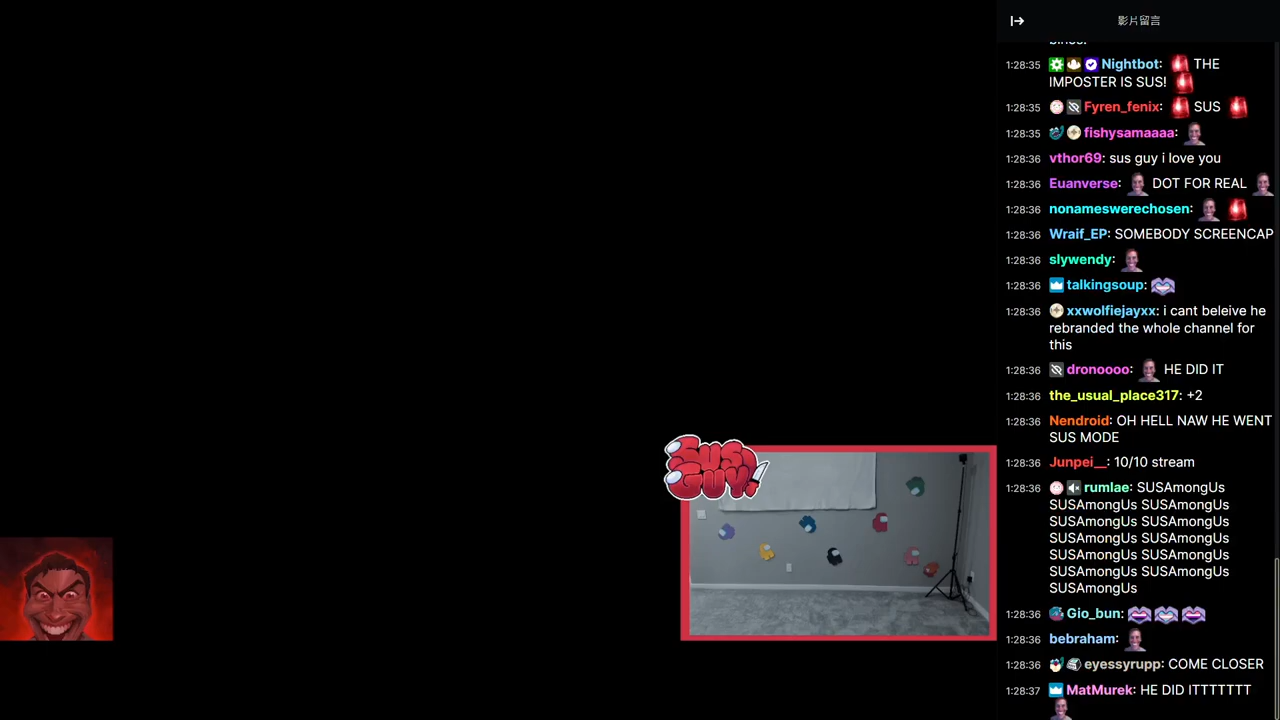 影片留言
1:28:35 Nightbot: THE
IMPOSTER IS SUS!
1:28:35 Fyren_fenix: SUS
1:28:35 fishysamaaaa:
1:28:36 vthor69: sus guy i love you
1:28:36 Euanverse: DOT FOR REAL
1:28:36 nonameswerechosen:
1:28:36 Wraif_EP: SOMEBODY SCREENCAP
1:28:36 slywendy:
1:28:36 talkingsoup:
1:28:36 xxwolfiejayxx: i cant beleive he
rebranded the whole channel for
this
1:28:36 dronoooo: HE DID IT
1:28:36 the_usual_place317: +2
1:28:36 Nendroid: OH HELL NAW HE WENT
SUS MODE
1:28:36 Junpei__: 10/10 stream
1:28:36 rumlae: SUSAmongUs
SUSAmongUs SUSAmongUs
SUSAmongUs SUSAmongUs
SUSAmongUs SUSAmongUs
SUSAmongUs SUSAmongUs
SUSAmongUs SUSAmongUs
SUSAmongUs
1:28:36 Gio_bun:
1:28:36 bebraham:
1:28:36 eyessyrupp: COME CLOSER
1:28:37 MatMurek: HE DID ITTTTTTT
SUS
GUY